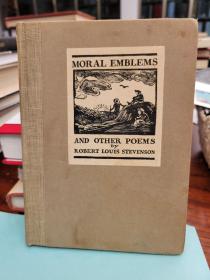 MORAL EMBLEMS
AND OTHER POEMS
by
ROBERT LOUIS STEVENSON